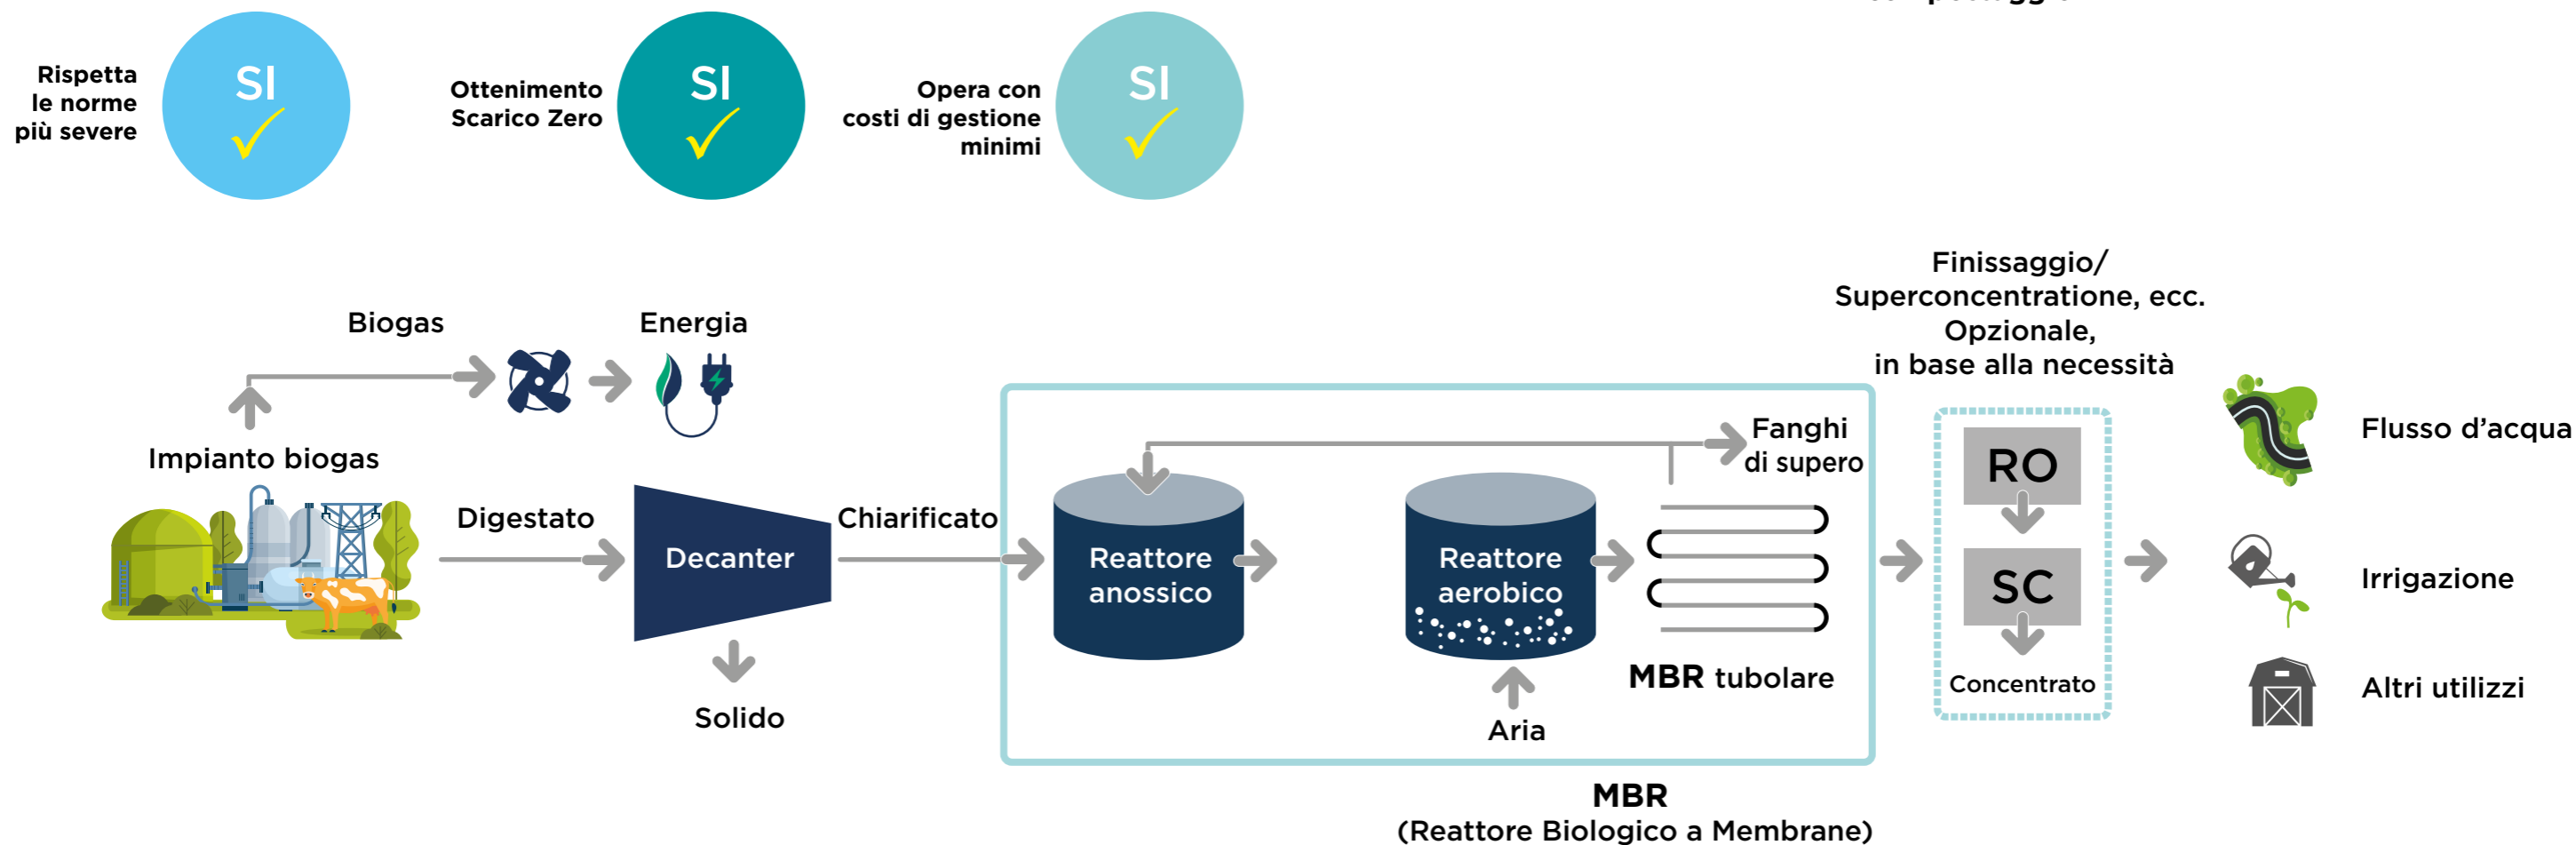 Rispetta
le norme
più severe
SI
Ottenimento
Scarico Zero
SI
Opera con
costi di gestione
minimi
SI
Finissaggio/
Superconcentratione, ecc.
Opzionale,
in base alla necessità
Biogas
Energia
Impianto biogas
Digestato
Decanter
Solido
Chiarificato
Reattore
anossico
Reattore
aerobico
Aria
Fanghi
di supero
MBR tubolare
MBR
(Reattore Biologico a Membrane)
RO
SC
Concentrato
Flusso d’acqua
Irrigazione
Altri utilizzi